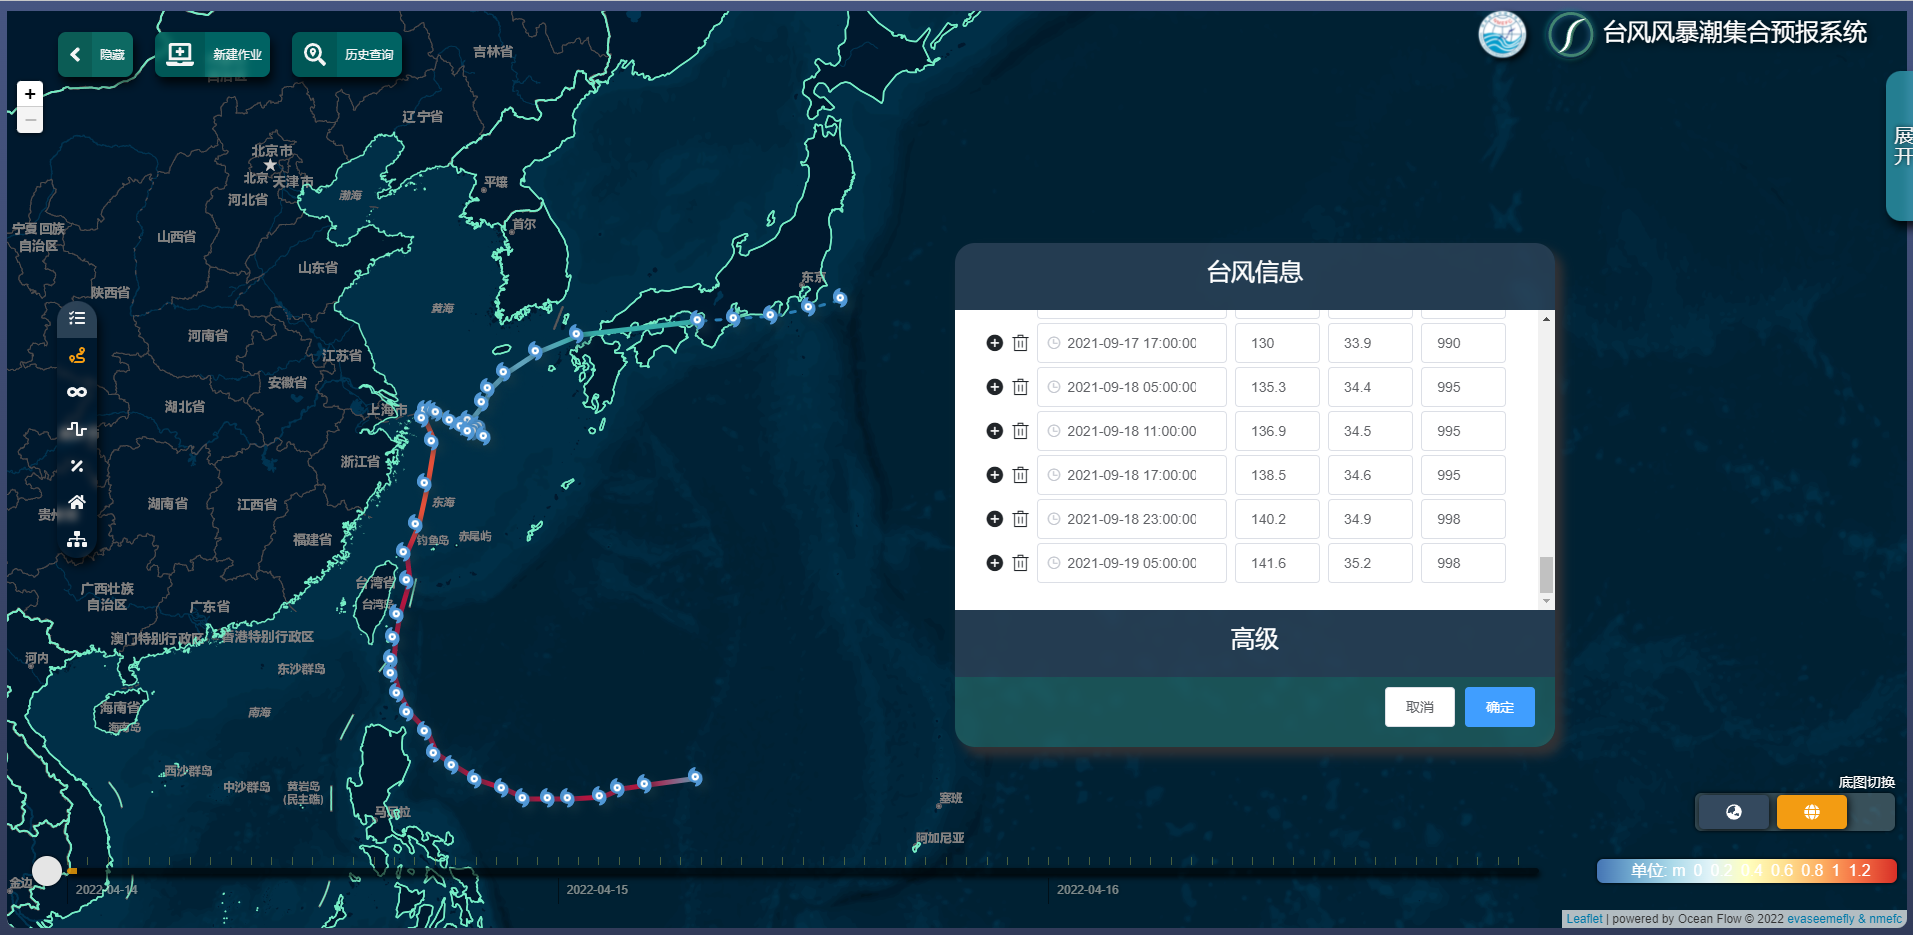 隐藏
新建作业
历史查询
台风风暴潮集合预报系统
+
−
展
开
吉林省
自治区
辽宁省
北京市
北京
天津市
河北省
渤海
平壤
首尔
宁夏回族
自治区
山西省
山东省
陕西省
黄海
东京
河南省
江苏省
安徽省
湖北省
上海市
浙江省
湖南省
江西省
贵州
东海
福建省
钓鱼岛
赤尾屿
台湾省
台湾岛
广西壮族
自治区
广东省
澳门特别行政区
香港特别行政区
河内
东沙群岛
海南省
海南岛
南海
西沙群岛
中沙群岛
黄岩岛
(民主礁)
马尼拉
塞班
阿加尼亚
金边
台风信息
2021-09-17 17:00:00 130 33.9 990
2021-09-18 05:00:00 135.3 34.4 995
2021-09-18 11:00:00 136.9 34.5 995
2021-09-18 17:00:00 138.5 34.6 995
2021-09-18 23:00:00 140.2 34.9 998
2021-09-19 05:00:00 141.6 35.2 998
高级
取消
确定
底图切换
单位: m 0 0.2 0.4 0.6 0.8 1 1.2
2022-04-14
2022-04-15
2022-04-16
Leaflet | powered by Ocean Flow © 2022 evaseemefly & nmefc